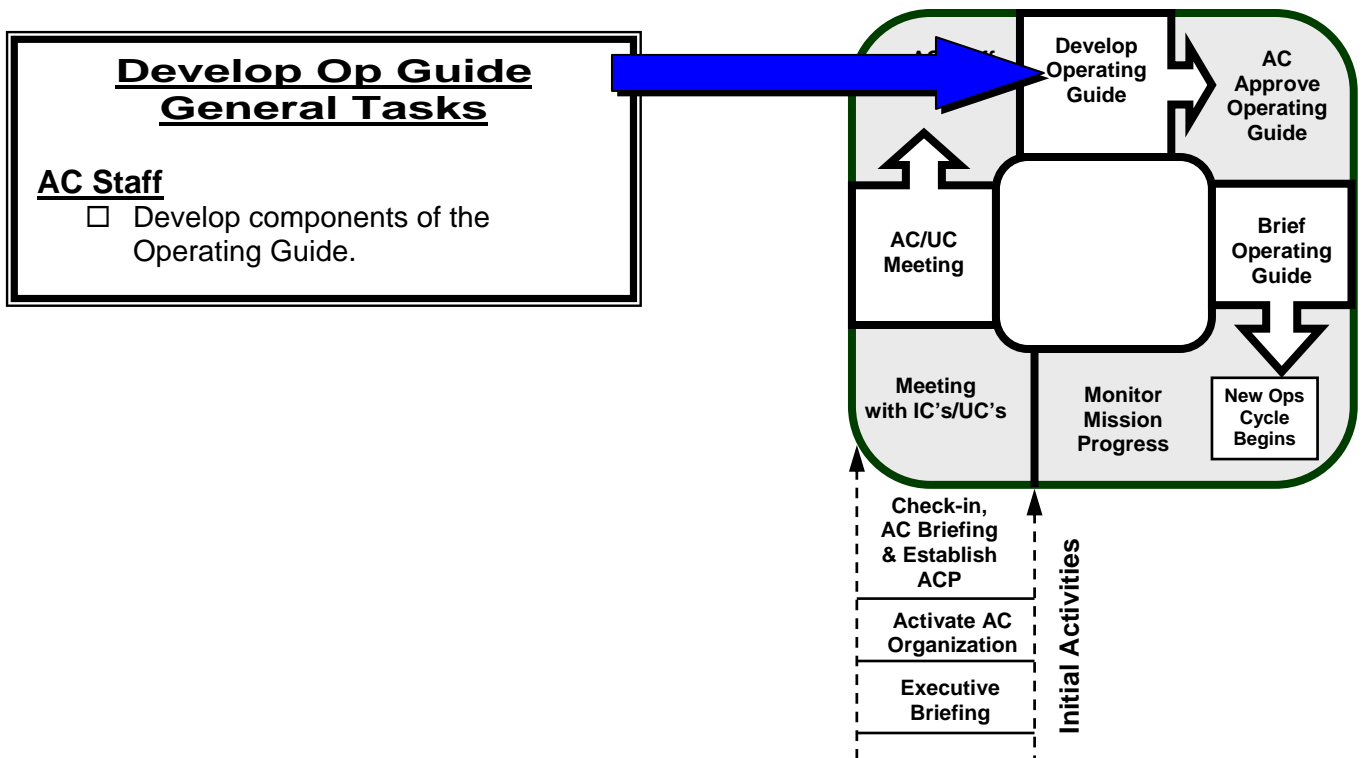 Develop Op Guide
General Tasks
AC Staff
Develop components of the
Operating Guide.
Develop
Operating
Guide
AC
Approve
Operating
Guide
AC/UC
Meeting
Brief
Operating
Guide
Meeting
with IC’s/UC’s
Monitor
Mission
Progress
New Ops
Cycle
Begins
Check-in,
AC Briefing
& Establish
ACP
Activate AC
Organization
Executive
Briefing
Initial Activities